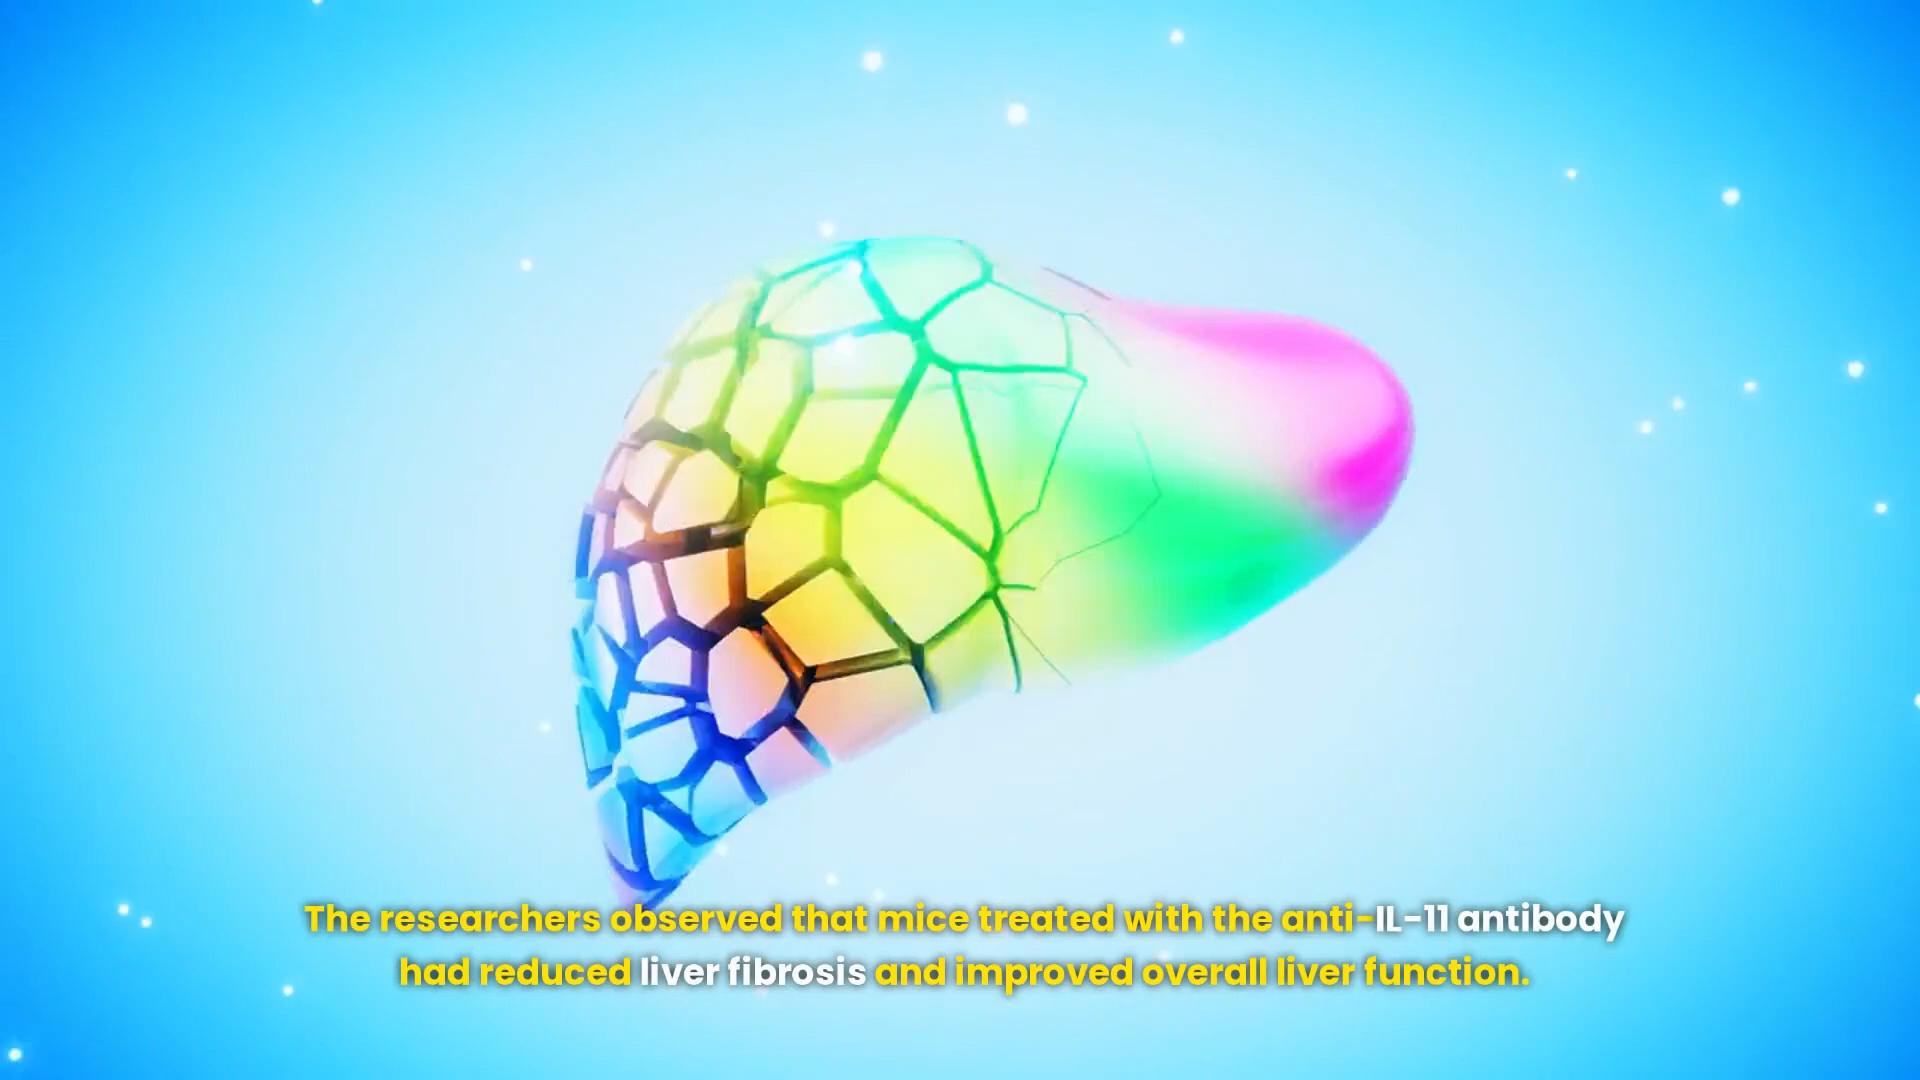 The researchers observed that mice treated with the anti-IL-11 antibody
had reduced liver fibrosis and improved overall liver function.